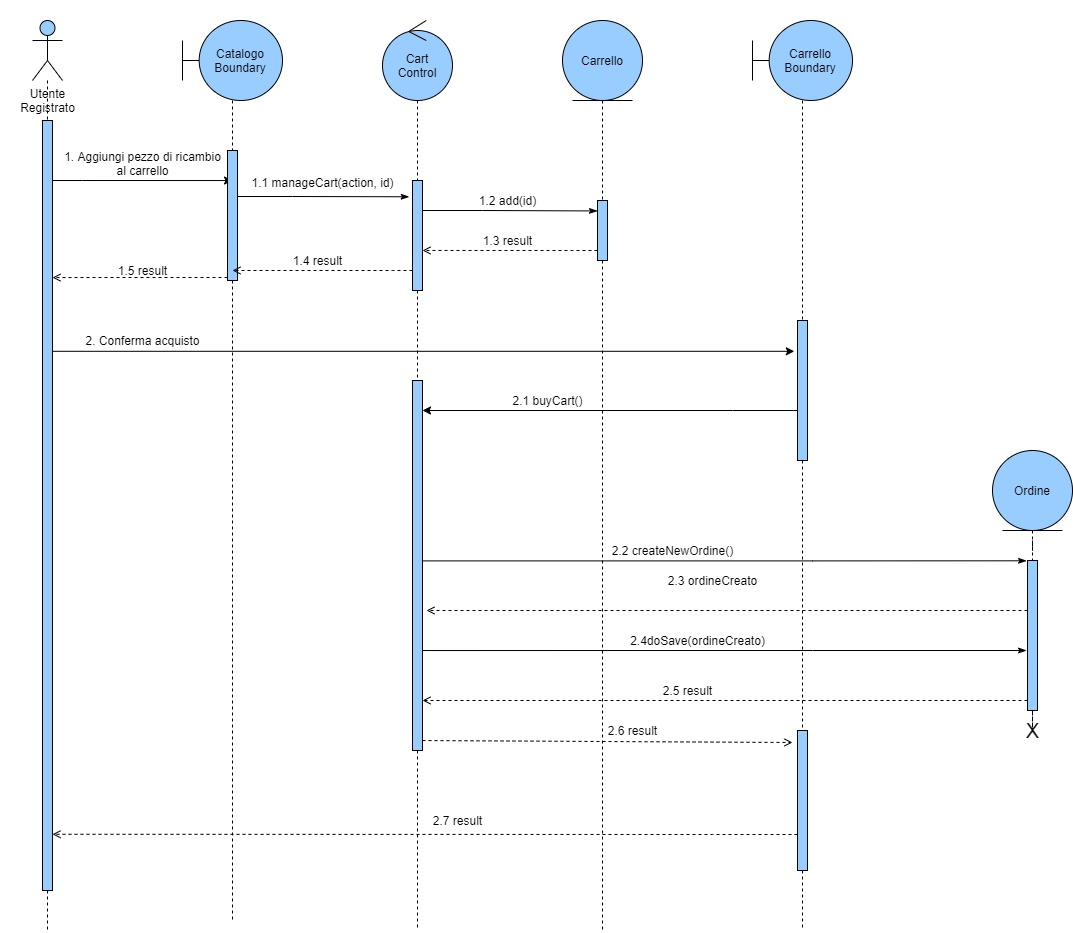 Catalogo
Boundary
Cart
Control
Carrello
Carrello
Boundary
Utente
Registrato
1. Aggiungi pezzo di ricambio
al carrello
1.1 manageCart(action, id)
1.2 add(id)
1.3 result
1.4 result
1.5 result
2. Conferma acquisto
2.1 buyCart()
Ordine
2.2 createNewOrdine()
2.3 ordineCreato
2.4doSave(ordineCreato)
2.5 result
2.6 result
X
2.7 result